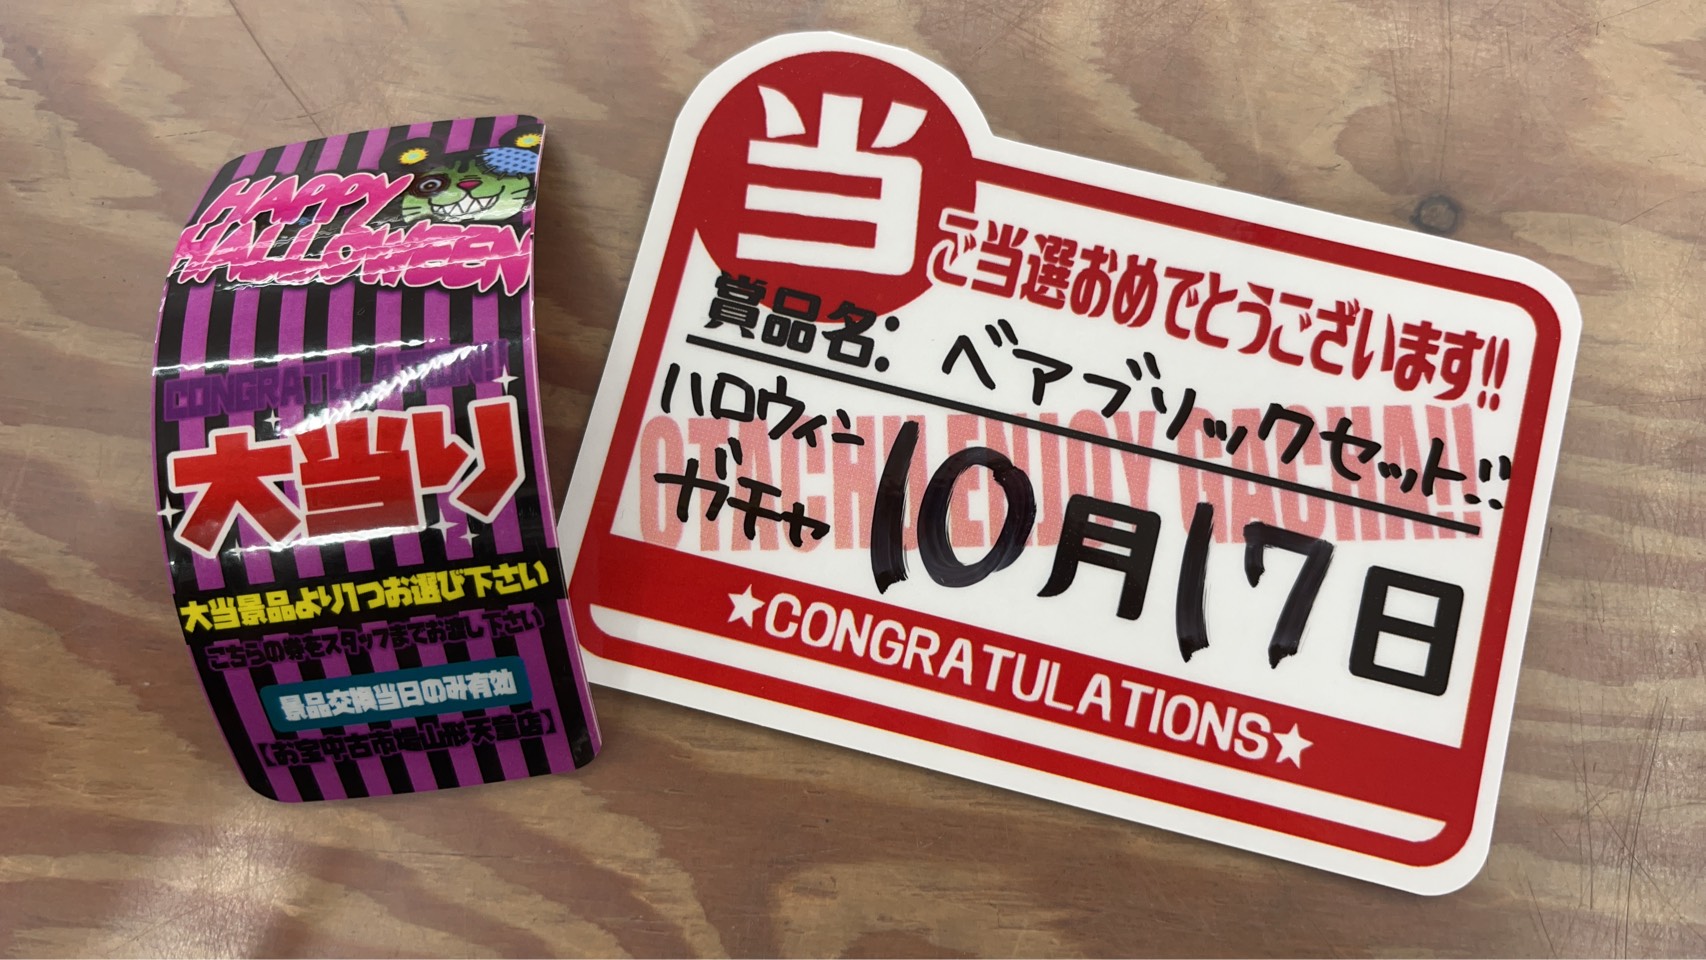 HAPPY
HALLOWEEN
CONGRATULATION!!
大当り
大当景品より1つお選び下さい
こちらの券をスタッフまでお渡し下さい
景品交換当日のみ有効
【お宝中古市場山形天童店】
当
ご当選おめでとうございます!!
賞品名: ベアブリックセット!!
ハロウィン
ガチャ
OTACHU ENJOY GACHA!!
10月17日
★CONGRATULATIONS★